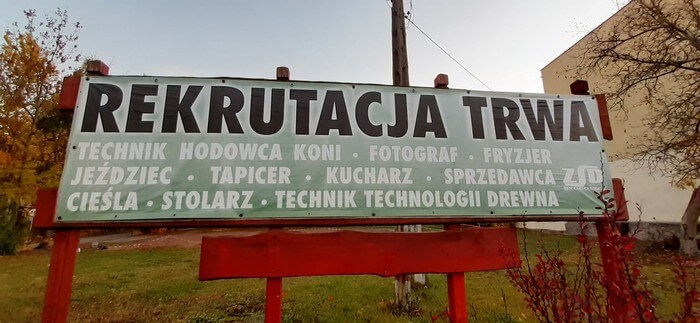 REKRUTACJA TRWA
TECHNIK HODOWCA KONI · FOTOGRAF · FRYZJER
JEŹDZIEC · TAPICER · KUCHARZ · SPRZEDAWCA
CIEŚLA · STOLARZ · TECHNIK TECHNOLOGII DREWNA